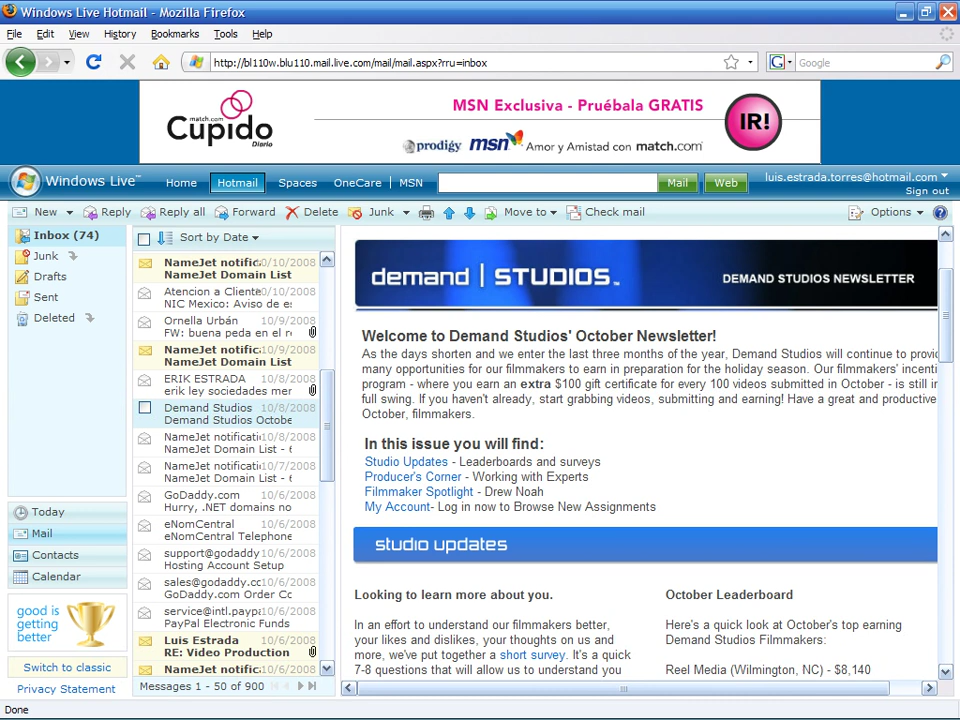 Windows Live Hotmail - Mozilla Firefox
File Edit View History Bookmarks Tools Help
http://bl110w.blu110.mail.live.com/mail/mail.aspx?rru=inbox
Google
match.com
Cupido
Diario
MSN Exclusiva - Pruébala GRATIS
prodigy msn Amor y Amistad con match.com
IR!
Windows Live™ Home Hotmail Spaces OneCare MSN Mail Web
luis.estrada.torres@hotmail.com
Sign out
New Reply Reply all Forward Delete Junk Move to Check mail Options
Inbox (74)
Junk
Drafts
Sent
Deleted
Today
Mail
Contacts
Calendar
good is
getting
better
Switch to classic
Privacy Statement
Sort by Date
NameJet notific 10/10/2008
NameJet Domain List
Atencion a Cliente 10/10/2008
NIC Mexico: Aviso de e
Ornella Urbán 10/9/2008
FW: buena peda en el r
NameJet notific 10/9/2008
NameJet Domain List
ERIK ESTRADA 10/8/2008
erik ley sociedades mer
Demand Studios 10/8/2008
Demand Studios Octobe
NameJet notificati 10/8/2008
NameJet Domain List - 6
NameJet notificati 10/7/2008
NameJet Domain List - 6
GoDaddy.com 10/6/2008
Hurry, .NET domains no
eNomCentral 10/6/2008
eNomCentral Telephone
support@godaddy 10/6/2008
Hosting Account Setup
sales@godaddy.cc 10/6/2008
GoDaddy.com Order Co
service@intl.paypa 10/6/2008
PayPal Electronic Funds
Luis Estrada 10/6/2008
RE: Video Production
NameJet notific 10/6/2008
Messages 1 - 50 of 900
demand | STUDIOS™
DEMAND STUDIOS NEWSLETTER
Welcome to Demand Studios' October Newsletter!
As the days shorten and we enter the last three months of the year, Demand Studios will continue to provid
many opportunities for our filmmakers to earn in preparation for the holiday season. Our filmmakers' incenti
program - where you earn an extra $100 gift certificate for every 100 videos submitted in October - is still in
full swing. If you haven't already, start grabbing videos, submitting and earning! Have a great and productive
October, filmmakers.
In this issue you will find:
Studio Updates - Leaderboards and surveys
Producer's Corner - Working with Experts
Filmmaker Spotlight - Drew Noah
My Account- Log in now to Browse New Assignments
studio updates
Looking to learn more about you.
In an effort to understand our filmmakers better,
your likes and dislikes, your thoughts on us and
more, we've put together a short survey. It's a quick
7-8 questions that will allow us to understand you
October Leaderboard
Here's a quick look at October's top earning
Demand Studios Filmmakers:
Reel Media (Wilmington, NC) - $8,140
Done